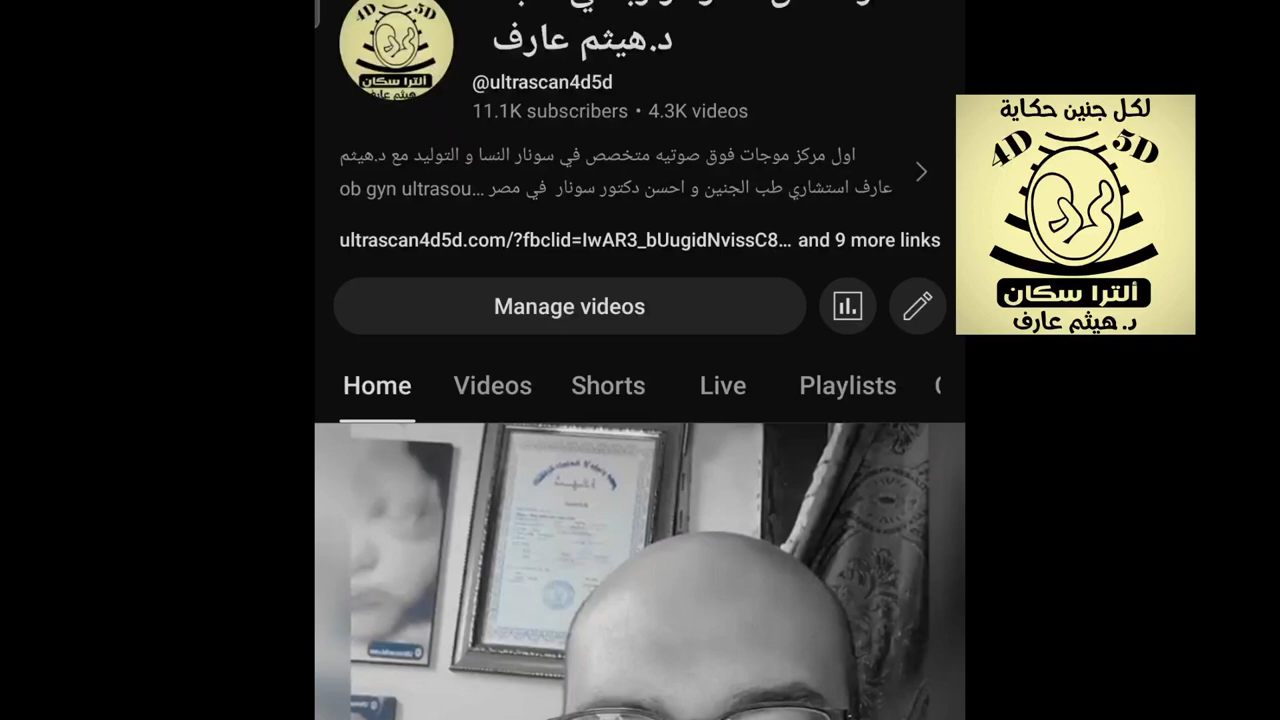 4D 5D
ألترا سكان
هيثم عارف
د.هيثم عارف
@ultrascan4d5d
11.1K subscribers • 4.3K videos
اول مركز موجات فوق صوتيه متخصص في سونار النسا و التوليد مع د.هيثم
عارف استشاري طب الجنين و احسن دكتور سونار في مصر ob gyn ultrasou...
ultrascan4d5d.com/?fbclid=IwAR3_bUugidNvissC8... and 9 more links
Manage videos
Home Videos Shorts Live Playlists
لكل جنين حكاية
4D 5D
ألترا سكان
د. هيثم عارف